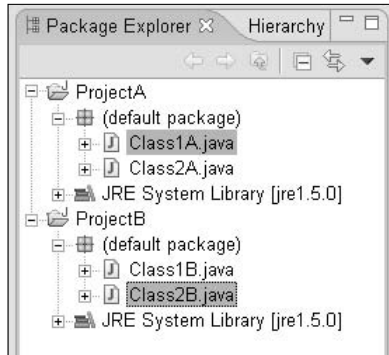 Package Explorer Hierarchy
ProjectA
(default package)
Class1A.java
Class2A.java
JRE System Library [jre1.5.0]
ProjectB
(default package)
Class1B.java
Class2B.java
JRE System Library [jre1.5.0]